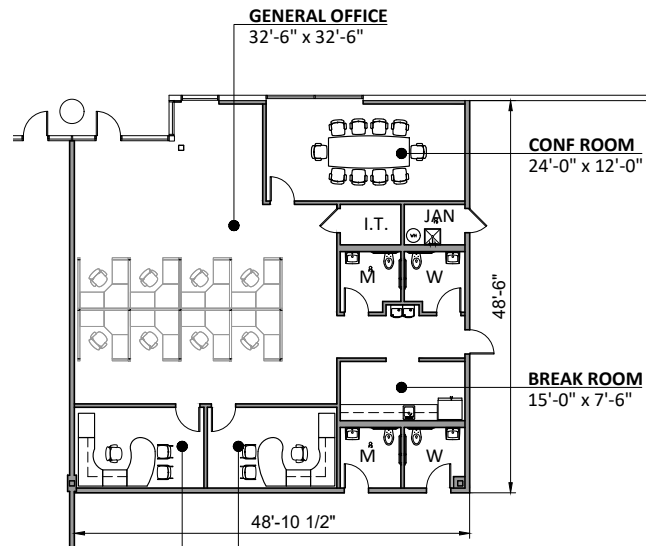 GENERAL OFFICE
32'-6" x 32'-6"
CONF ROOM
24'-0" x 12'-0"
I.T.
JAN
WH
M
W
48'-6"
BREAK ROOM
15'-0" x 7'-6"
M
W
48'-10 1/2"